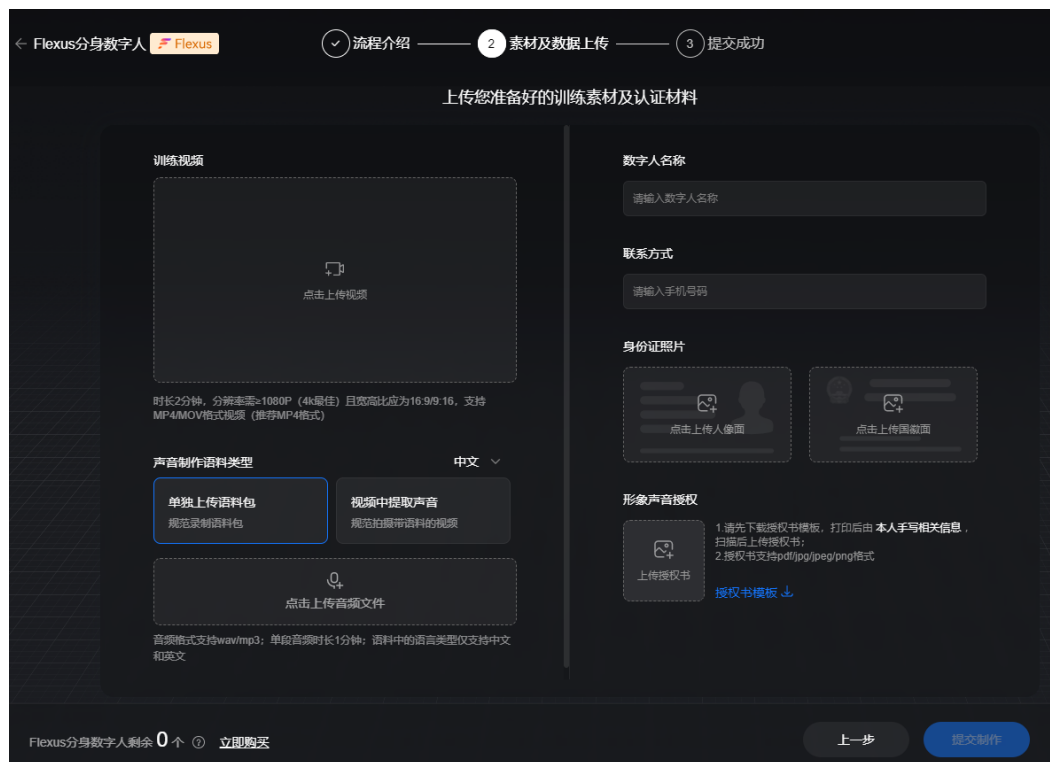 Flexus分身数字人 Flexus
流程介绍
2 素材及数据上传
3 提交成功
上传您准备好的训练素材及认证材料
训练视频
点击上传视频
时长2分钟，分辨率需≥1080P（4k最佳）且宽高比应为16:9/9:16，支持
MP4/MOV格式视频（推荐MP4格式）
声音制作语料类型
中文
单独上传语料包
规范录制语料包
视频中提取声音
规范拍摄带语料的视频
点击上传音频文件
音频格式支持wav/mp3；单段音频时长1分钟；语料中的语言类型仅支持中文
和英文
数字人名称
请输入数字人名称
联系方式
请输入手机号码
身份证照片
点击上传人像面
点击上传国徽面
形象声音授权
上传授权书
1.请先下载授权书模板，打印后由 本人手写相关信息，
扫描后上传授权书；
2.授权书支持pdf/jpg/jpeg/png格式
授权书模板
Flexus分身数字人剩余 0 个 立即购买
上一步
提交制作